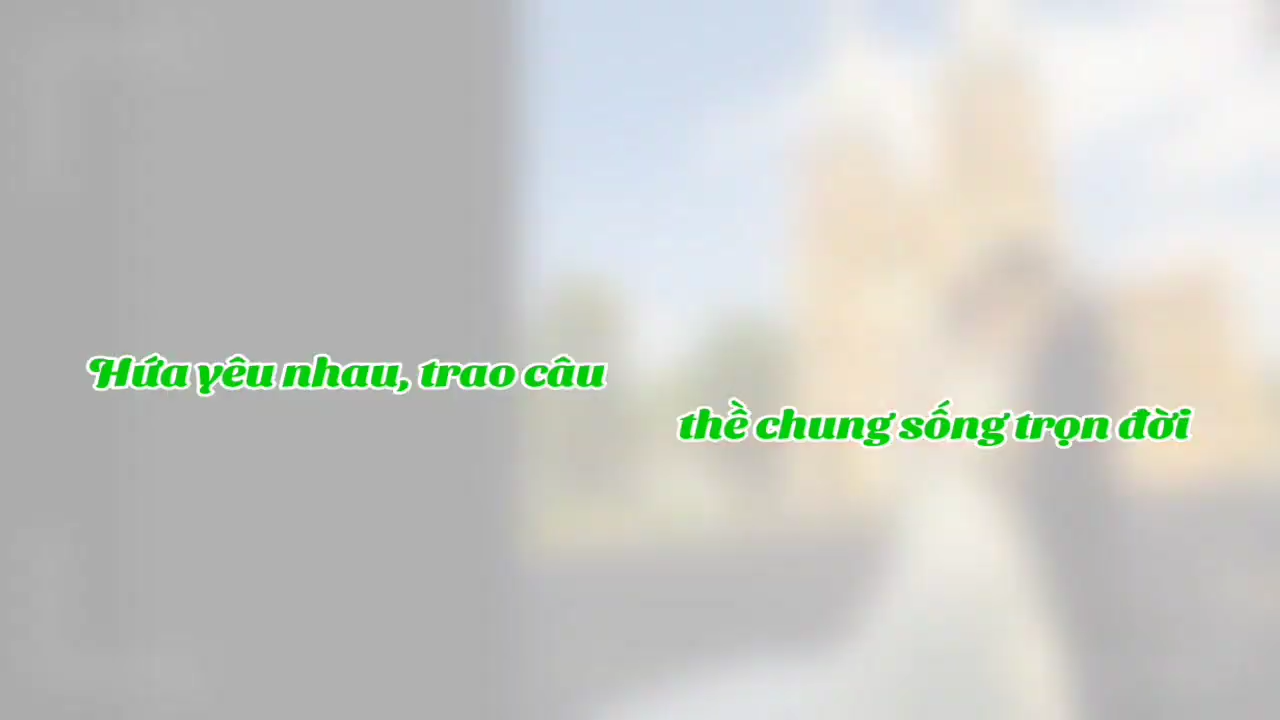 Hứa yêu nhau, trao câu
thề chung sống trọn đời